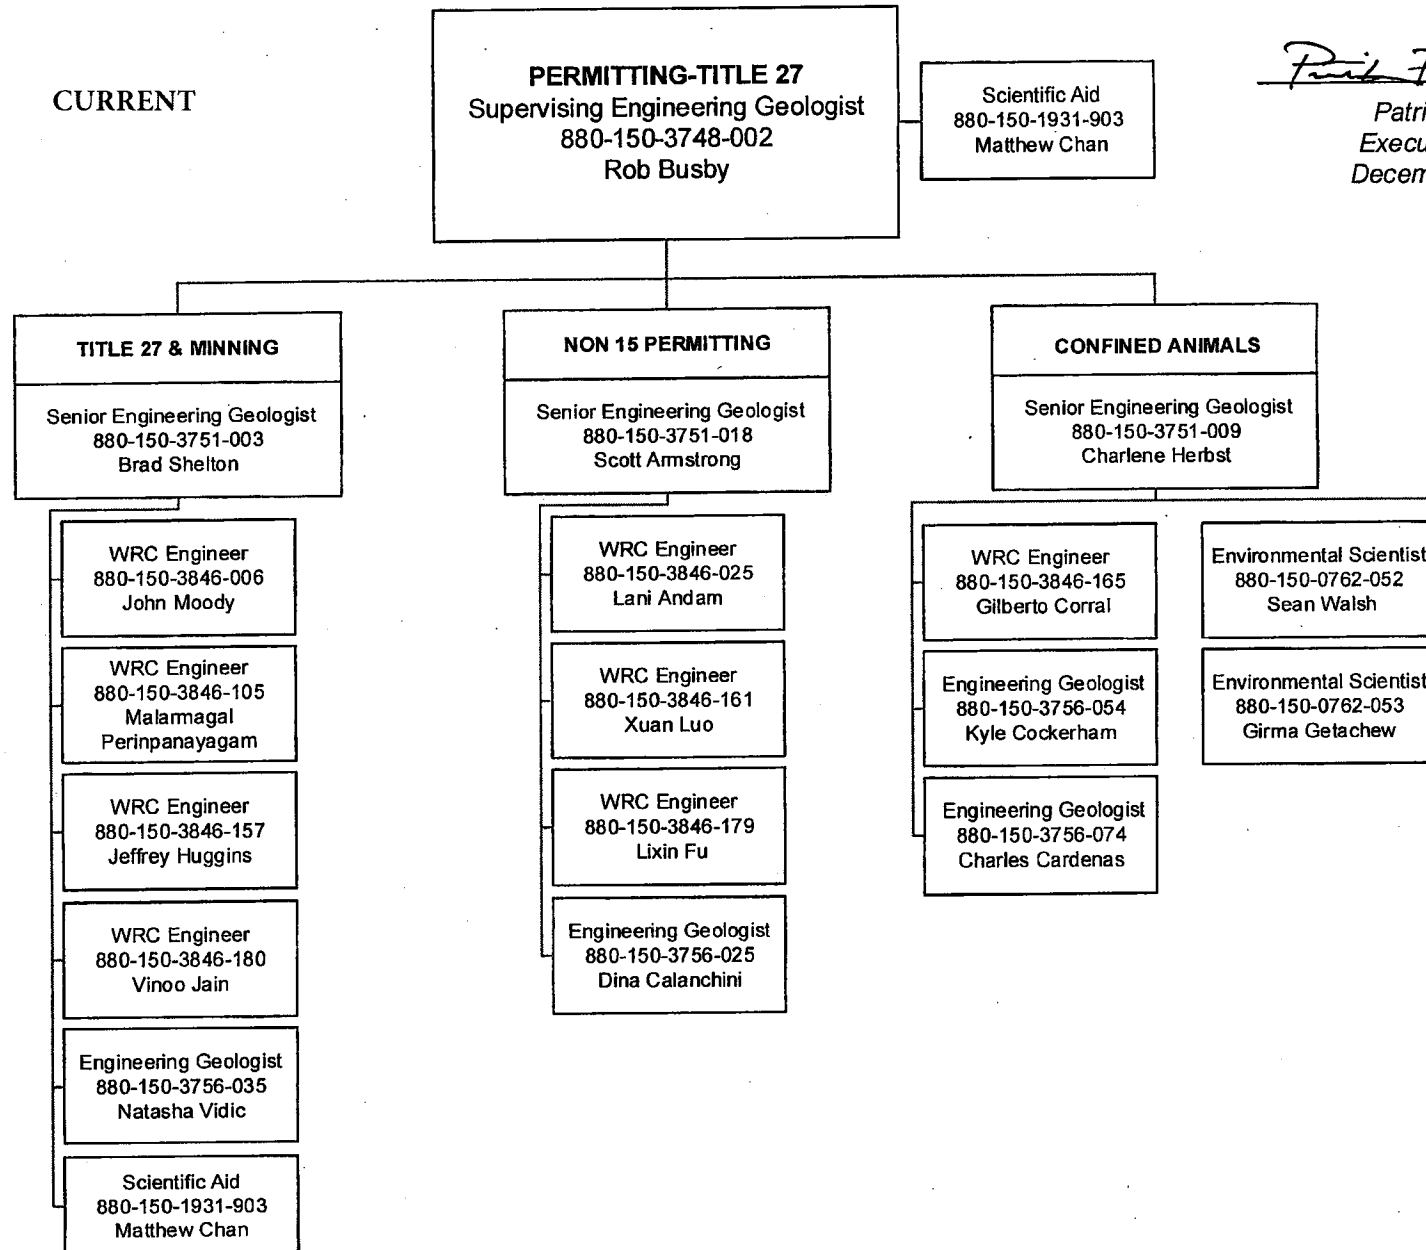 CURRENT
PERMITTING-TITLE 27
Supervising Engineering Geologist
880-150-3748-002
Rob Busby
Scientific Aid
880-150-1931-903
Matthew Chan
Patri
Execu
Decem
TITLE 27 & MINNING
Senior Engineering Geologist
880-150-3751-003
Brad Shelton
WRC Engineer
880-150-3846-006
John Moody
WRC Engineer
880-150-3846-105
Malarmagal
Perinpanayagam
WRC Engineer
880-150-3846-157
Jeffrey Huggins
WRC Engineer
880-150-3846-180
Vinoo Jain
Engineering Geologist
880-150-3756-035
Natasha Vidic
Scientific Aid
880-150-1931-903
Matthew Chan
NON 15 PERMITTING
Senior Engineering Geologist
880-150-3751-018
Scott Armstrong
WRC Engineer
880-150-3846-025
Lani Andam
WRC Engineer
880-150-3846-161
Xuan Luo
WRC Engineer
880-150-3846-179
Lixin Fu
Engineering Geologist
880-150-3756-025
Dina Calanchini
CONFINED ANIMALS
Senior Engineering Geologist
880-150-3751-009
Charlene Herbst
WRC Engineer
880-150-3846-165
Gilberto Corral
Engineering Geologist
880-150-3756-054
Kyle Cockerham
Engineering Geologist
880-150-3756-074
Charles Cardenas
Environmental Scientist
880-150-0762-052
Sean Walsh
Environmental Scientist
880-150-0762-053
Girma Getachew